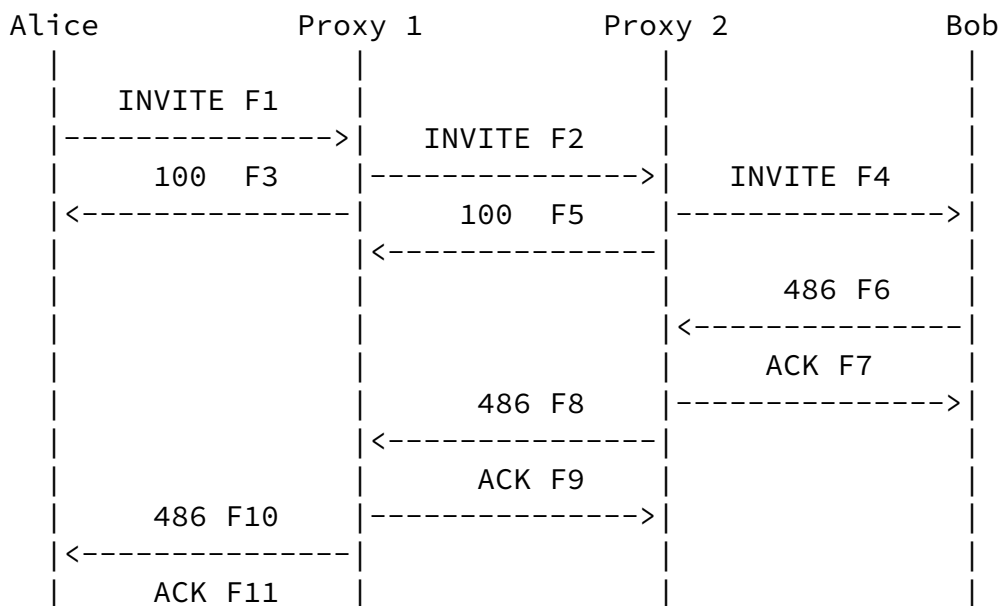 Alice Proxy 1 Proxy 2 Bob
INVITE F1
INVITE F2
100 F3 INVITE F4
100 F5
486 F6
ACK F7
486 F8
ACK F9
486 F10
ACK F11